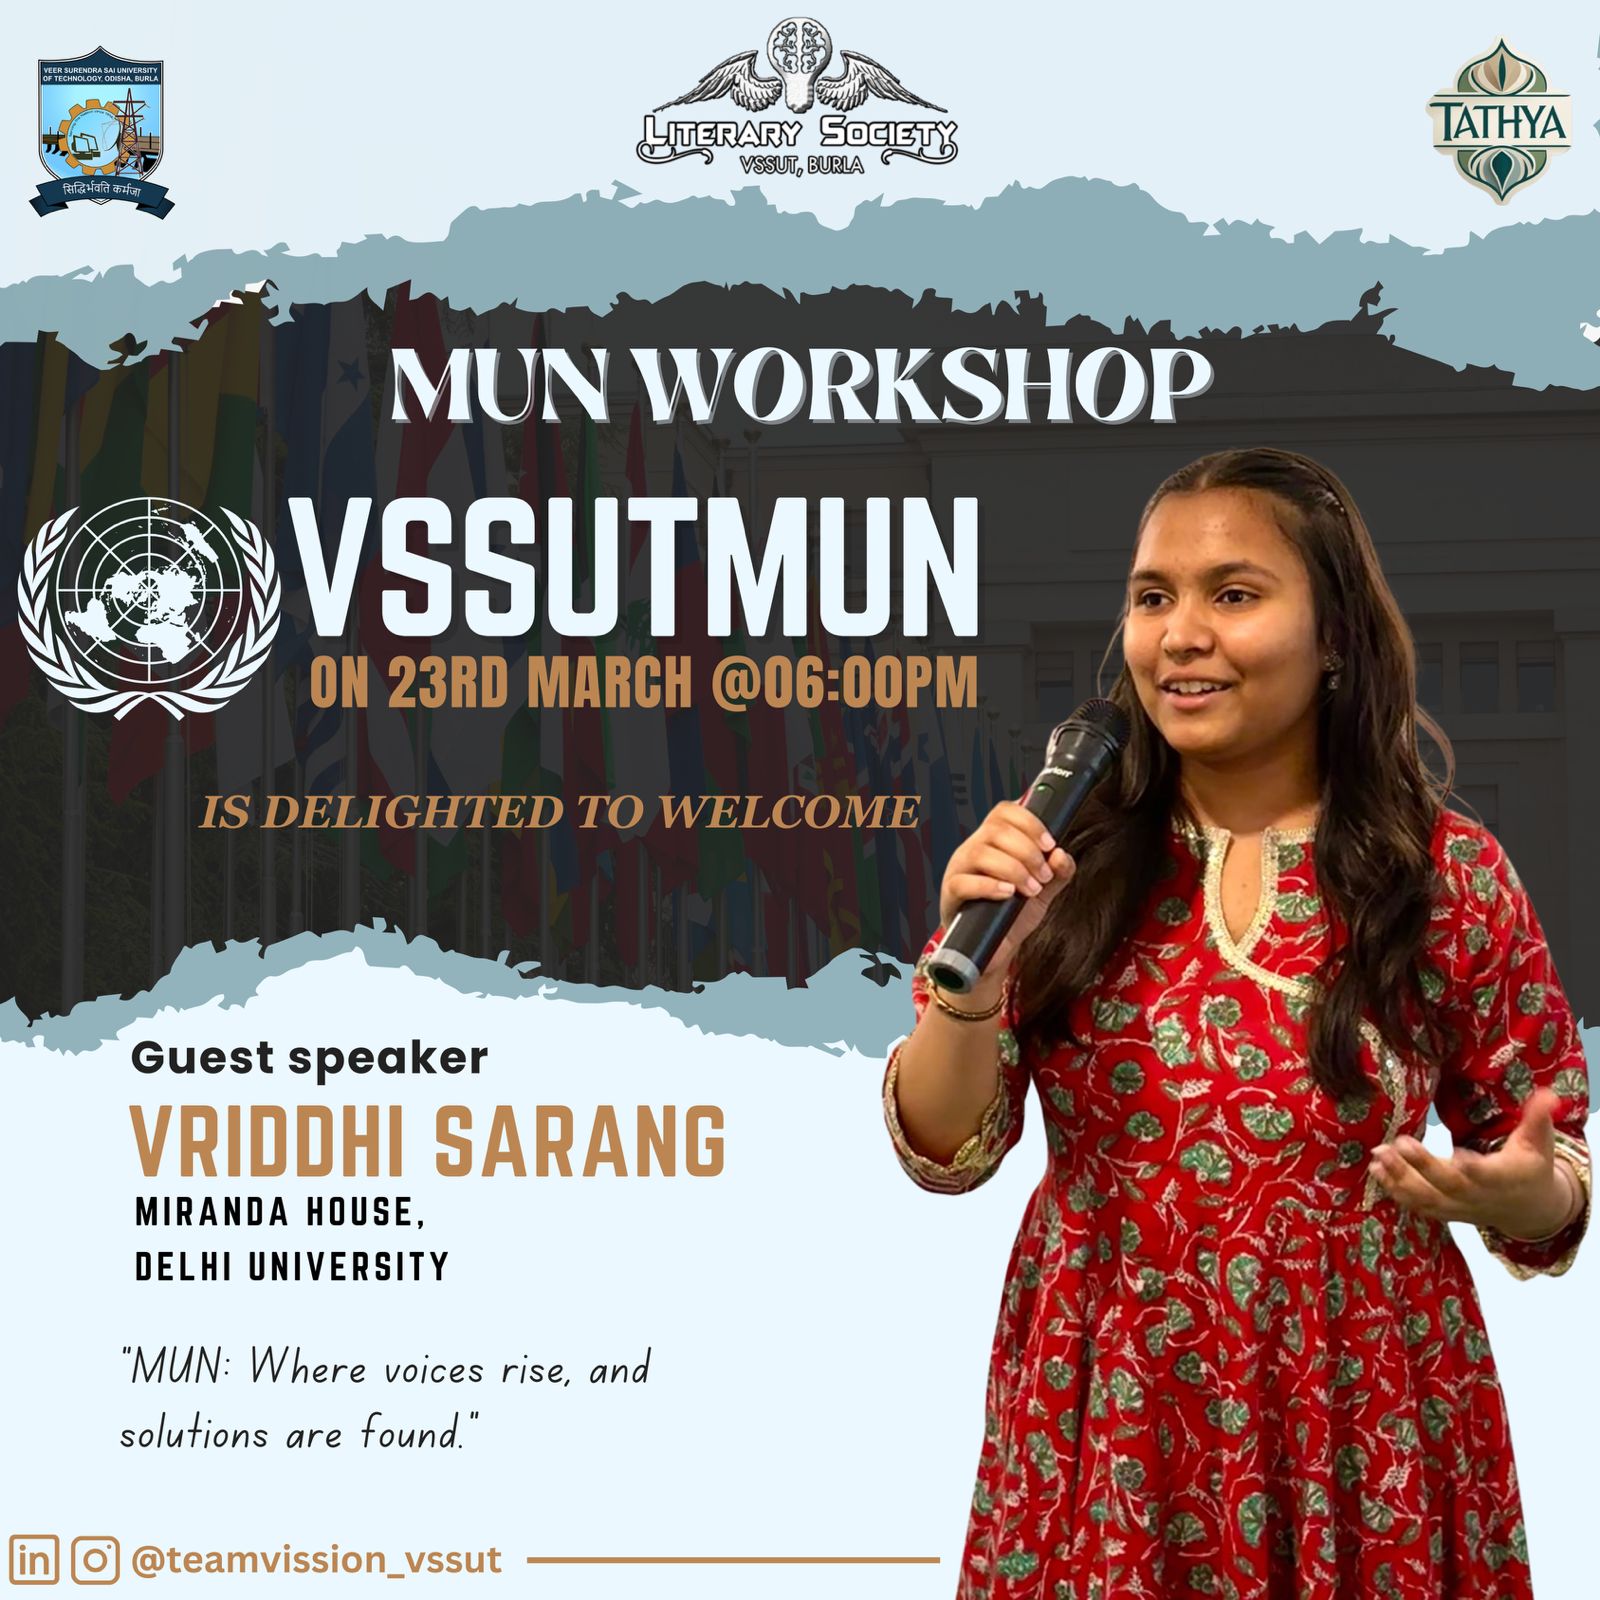 VEER SURENDRA SAI UNIVERSITY
OF TECHNOLOGY, ODISHA, BURLA
सिद्धिर्भवति कर्मजा
LITERARY SOCIETY
VSSUT, BURLA
TATHYA
MUN WORKSHOP
VSSUTMUN
ON 23RD MARCH @06:00PM
IS DELIGHTED TO WELCOME
Guest speaker
VRIDDHI SARANG
MIRANDA HOUSE,
DELHI UNIVERSITY
"MUN: Where voices rise, and
solutions are found."
in @teamvission_vssut